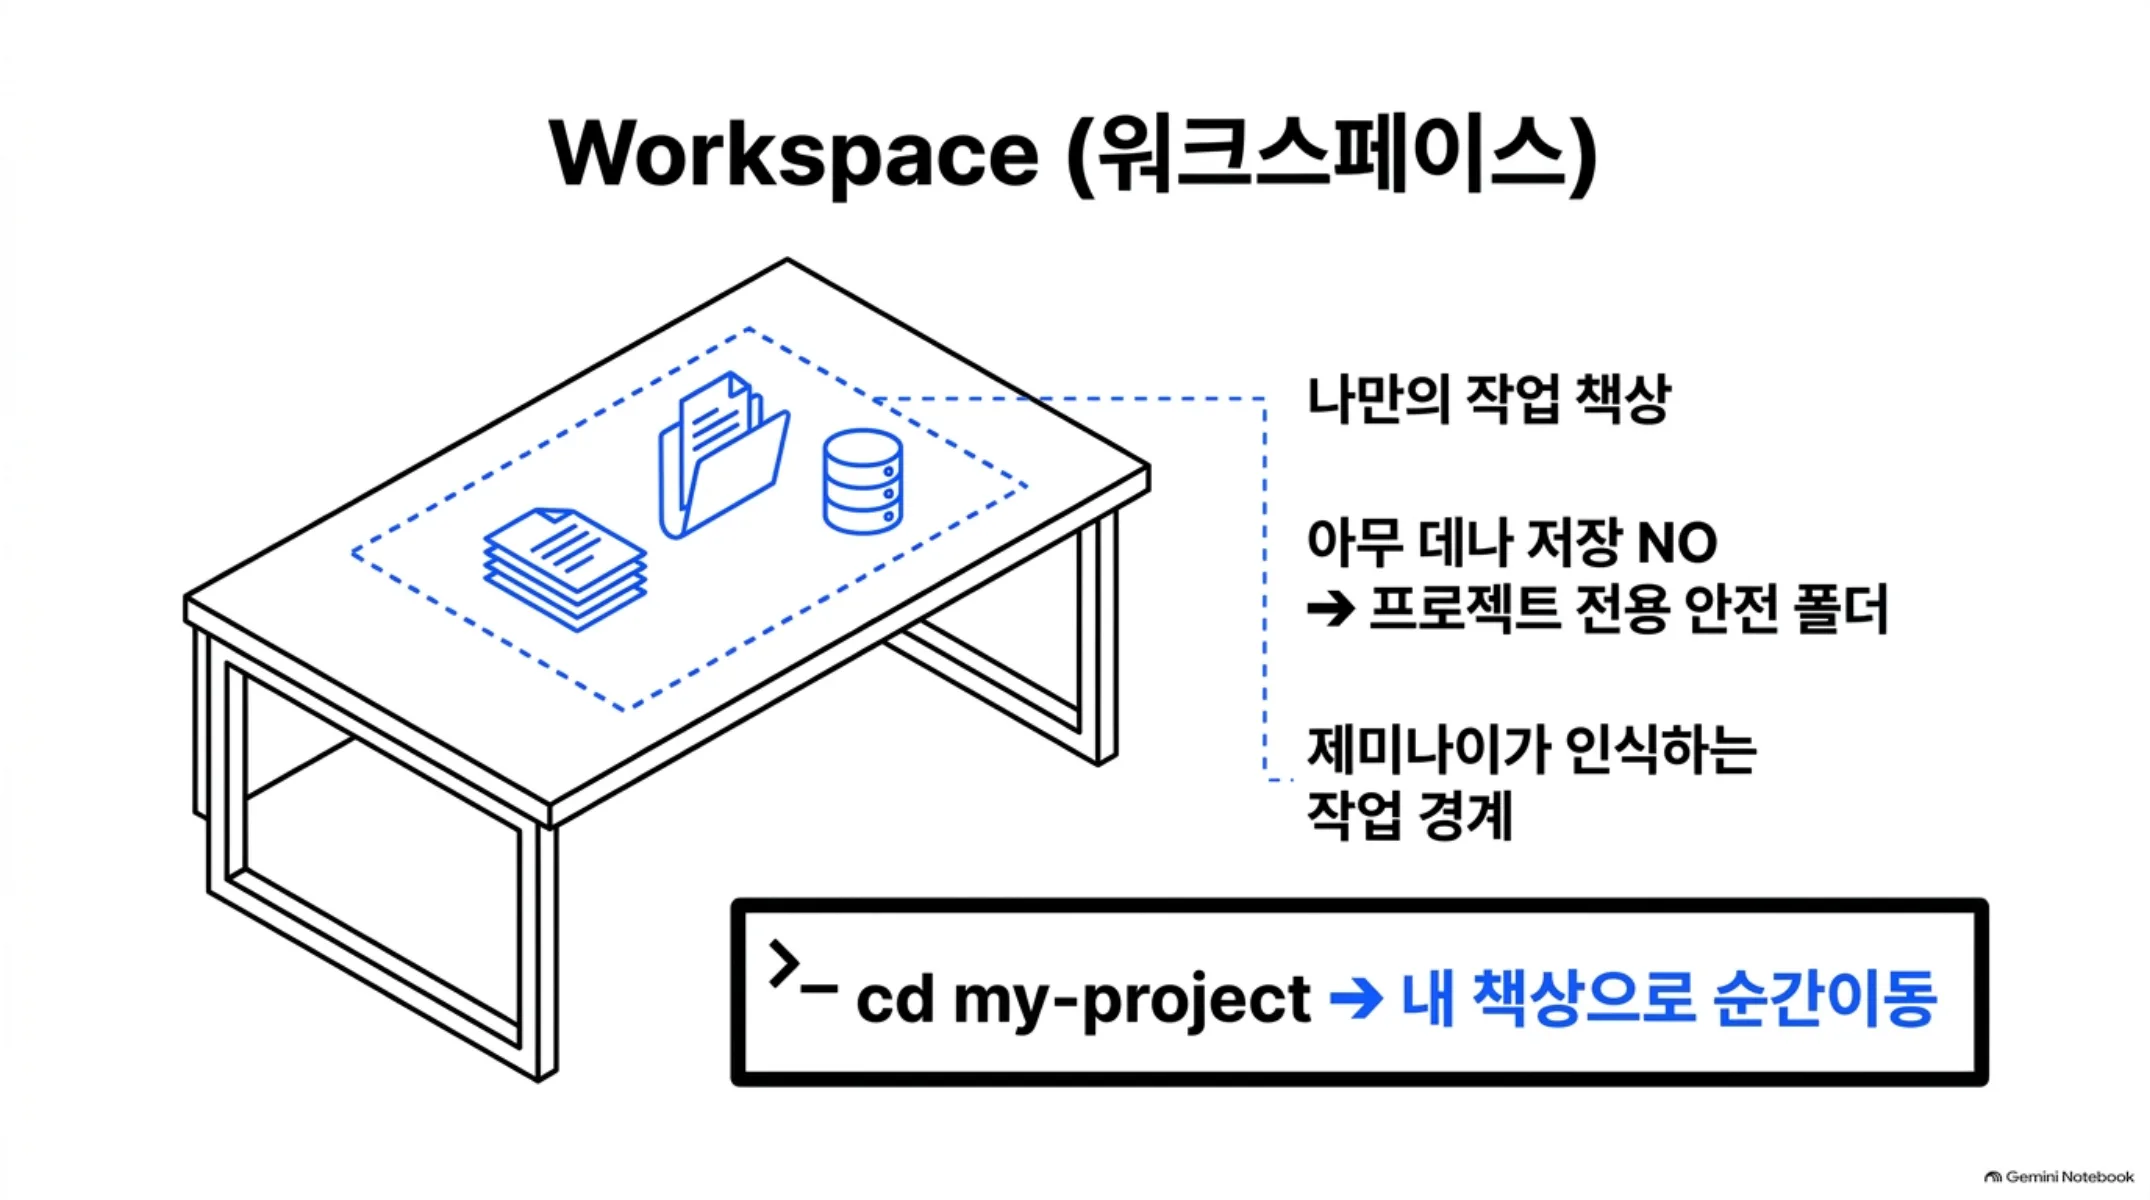 Workspace (워크스페이스)
나만의 작업 책상
아무 데나 저장 NO
➔ 프로젝트 전용 안전 폴더
제미나이가 인식하는
작업 경계
>_ cd my-project ➔ 내 책상으로 순간이동
Gemini Notebook